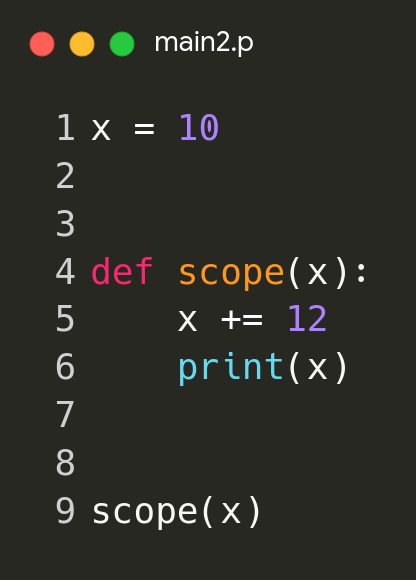 main2.p
1 x = 10
2
3
4 def scope(x):
5     x += 12
6     print(x)
7
8
9 scope(x)